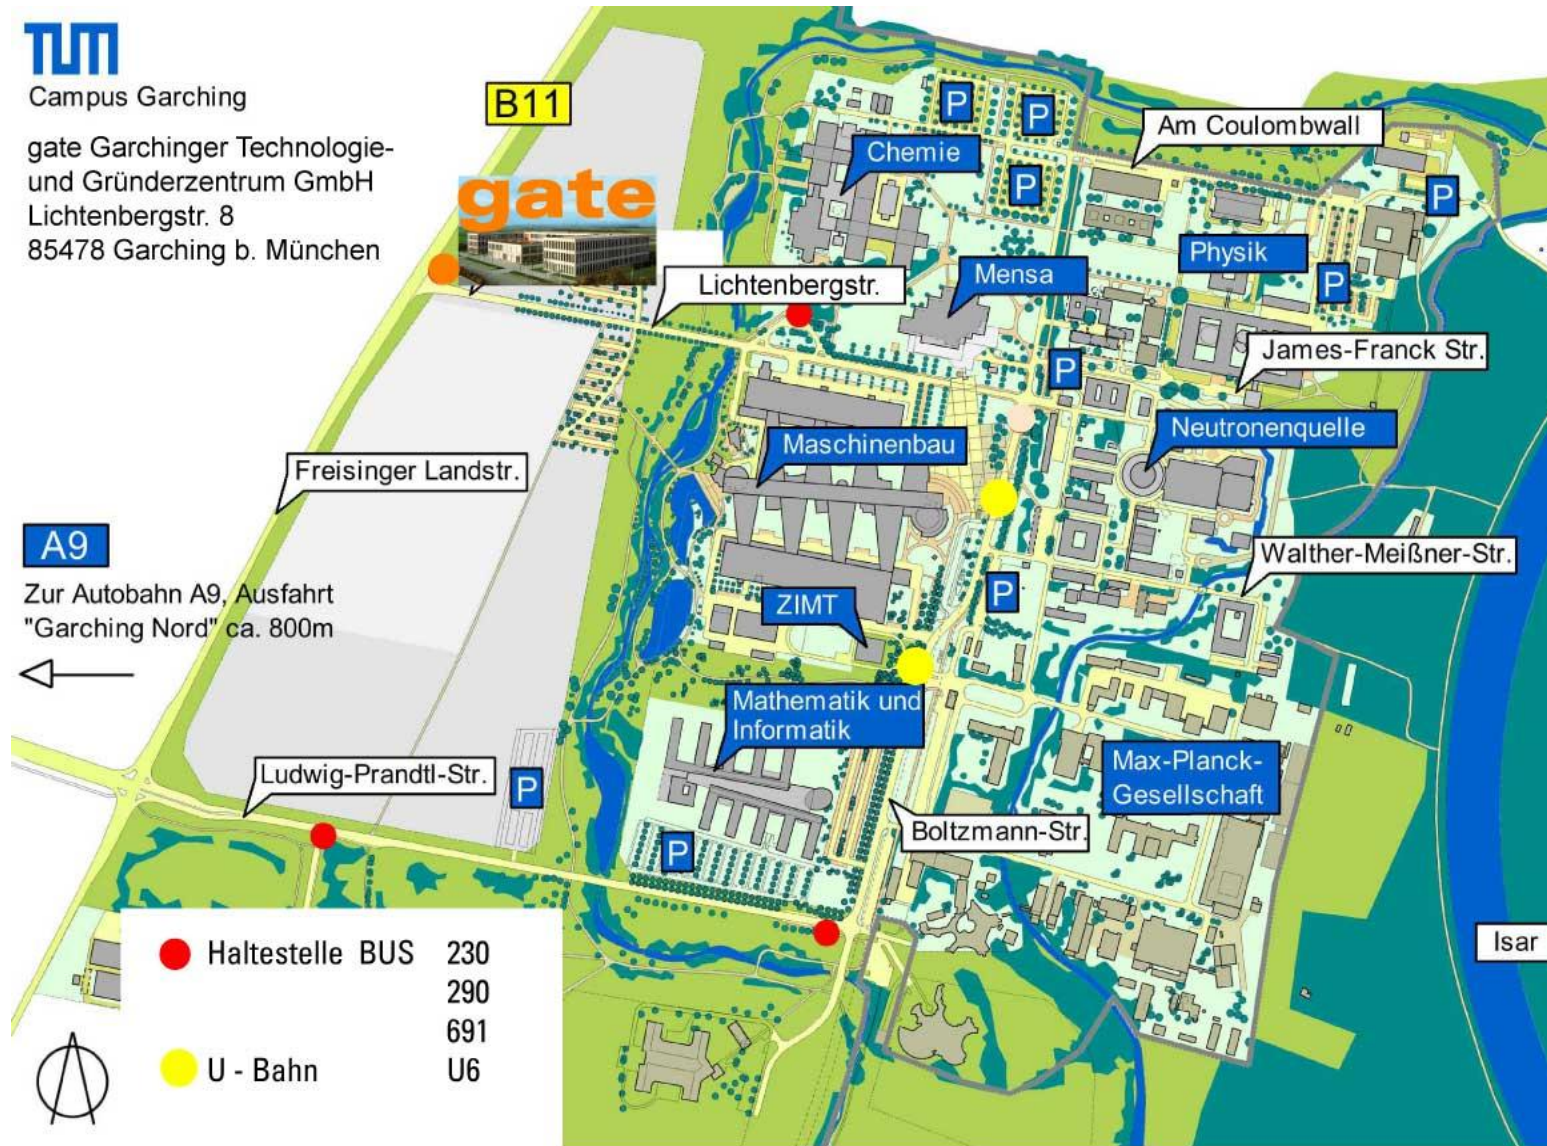 TUM
Campus Garching
gate Garchinger Technologie-
und Gründerzentrum GmbH
Lichtenbergstr. 8
85478 Garching b. München
B11
gate
Chemie
P
P
P
Am Coulombwall
P
Physik
P
Mensa
Lichtenbergstr.
James-Franck Str.
P
Neutronenquelle
Maschinenbau
Freisinger Landstr.
A9
Zur Autobahn A9, Ausfahrt
"Garching Nord" ca. 800m
Walther-Meißner-Str.
P
ZIMT
Mathematik und
Informatik
Max-Planck-
Gesellschaft
Ludwig-Prandtl-Str.
P
P
Boltzmann-Str.
Isar
Haltestelle BUS 230
290
691
U - Bahn U6